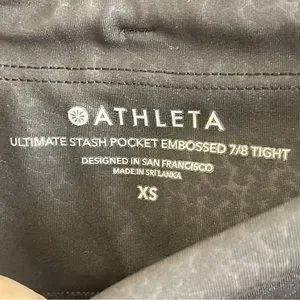 ATHLETA
ULTIMATE STASH POCKET EMBOSSED 7/8 TIGHT
DESIGNED IN SAN FRANCISCO
MADE IN SRI LANKA
XS